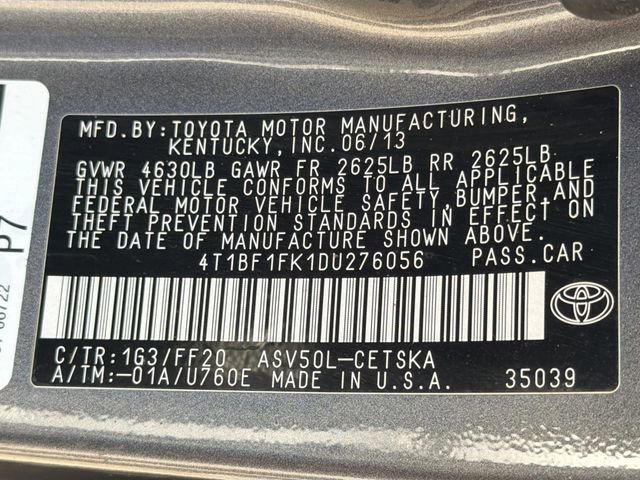 MFD.BY:TOYOTA MOTOR MANUFACTURING,
KENTUCKY,INC.06/13
GVWR 4630LB GAWR FR 2625LB RR 2625LB
THIS VEHICLE CONFORMS TO ALL APPLICABLE
FEDERAL MOTOR VEHICLE SAFETY,BUMPER,AND
THEFT PREVENTION STANDARDS IN EFFECT ON
THE DATE OF MANUFACTURE SHOWN ABOVE.
4T1BF1FK1DU276056 PASS.CAR
C/TR:1G3/FF20 ASV50L-CETSKA
A/TM:-01A/U760E MADE IN U.S.A. 35039
P7